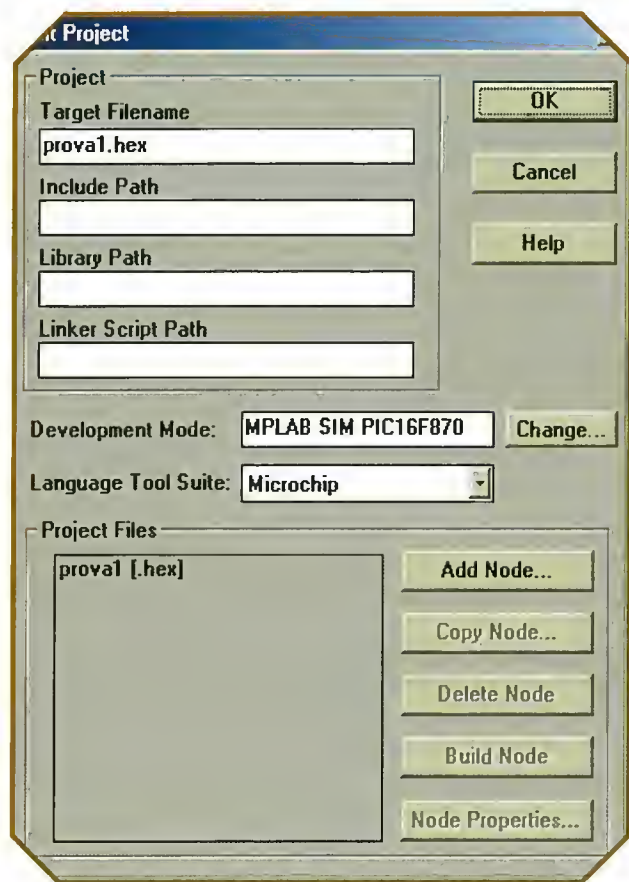 Project
Project
Target Filename
prova1.hex
Include Path
Library Path
Linker Script Path
OK
Cancel
Help
Development Mode: MPLAB SIM PIC16F870 Change...
Language Tool Suite: Microchip
Project Files
prova1 [.hex]
Add Node...
Copy Node...
Delete Node
Build Node
Node Properties...